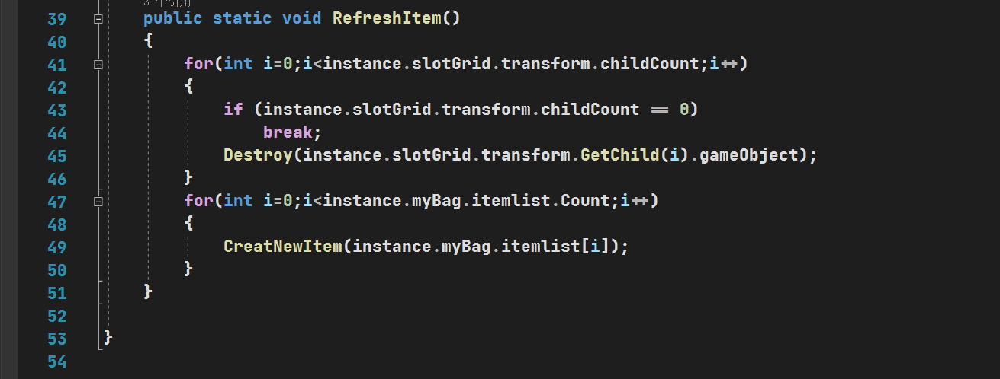 3 个引用
39 public static void RefreshItem()
40 {
41 for(int i=0;i<instance.slotGrid.transform.childCount;i++)
42 {
43 if (instance.slotGrid.transform.childCount == 0)
44 break;
45 Destroy(instance.slotGrid.transform.GetChild(i).gameObject);
46 }
47 for(int i=0;i<instance.myBag.itemlist.Count;i++)
48 {
49 CreatNewItem(instance.myBag.itemlist[i]);
50 }
51 }
52
53 }
54